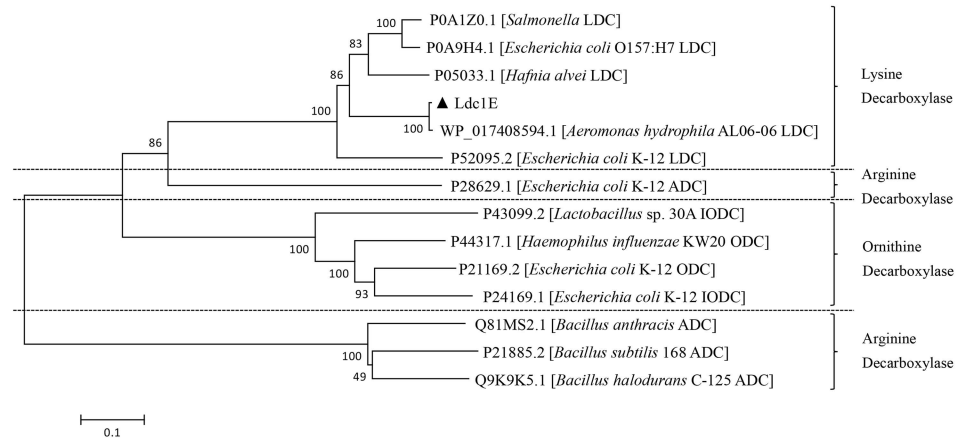 100
P0A1Z0.1 [Salmonella LDC]
83
P0A9H4.1 [Escherichia coli O157:H7 LDC]
86
P05033.1 [Hafnia alvei LDC]
Lysine
Decarboxylase
100
▲ Ldc1E
100
WP_017408594.1 [Aeromonas hydrophila AL06-06 LDC]
86
P52095.2 [Escherichia coli K-12 LDC]
P28629.1 [Escherichia coli K-12 ADC]
Arginine
Decarboxylase
P43099.2 [Lactobacillus sp. 30A IODC]
100
P44317.1 [Haemophilus influenzae KW20 ODC]
Ornithine
Decarboxylase
100
P21169.2 [Escherichia coli K-12 ODC]
93
P24169.1 [Escherichia coli K-12 IODC]
Q81MS2.1 [Bacillus anthracis ADC]
100
P21885.2 [Bacillus subtilis 168 ADC]
Arginine
Decarboxylase
49
Q9K9K5.1 [Bacillus halodurans C-125 ADC]
0.1